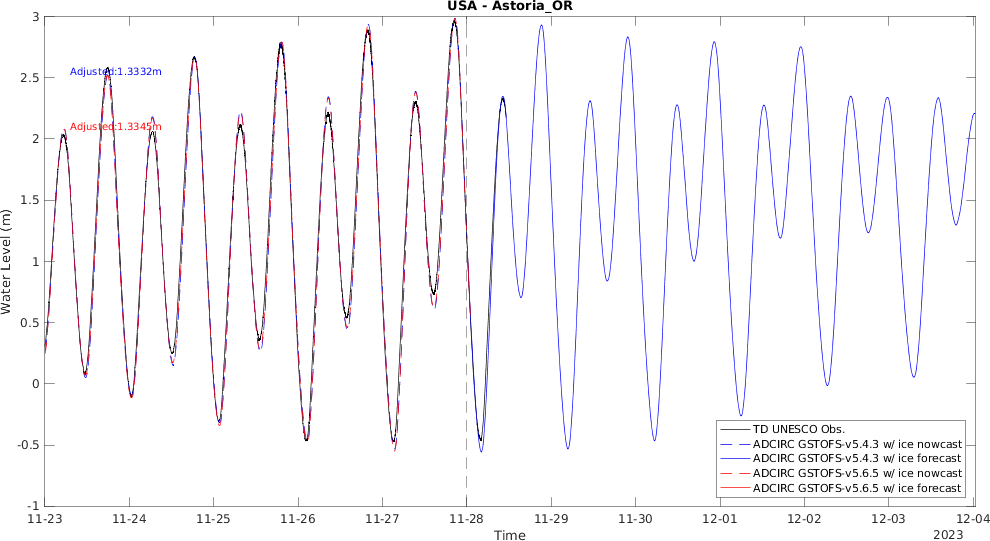 USA - Astoria_OR
3
2.5
2
1.5
1
0.5
0
-0.5
-1
Water Level (m)
Adjusted:1.3332m
Adjusted:1.3345m
TD UNESCO Obs.
ADCIRC GSTOFS-v5.4.3 w/ ice nowcast
ADCIRC GSTOFS-v5.4.3 w/ ice forecast
ADCIRC GSTOFS-v5.6.5 w/ ice nowcast
ADCIRC GSTOFS-v5.6.5 w/ ice forecast
11-23 11-24 11-25 11-26 11-27 11-28 11-29 11-30 12-01 12-02 12-03 12-04
Time
2023